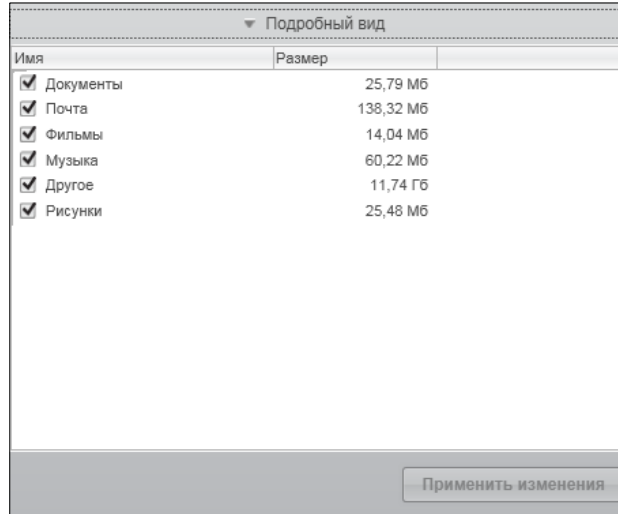 Подробный вид
Имя Размер
Документы 25,79 Мб
Почта 138,32 Мб
Фильмы 14,04 Мб
Музыка 60,22 Мб
Другое 11,74 Гб
Рисунки 25,48 Мб
Применить изменения